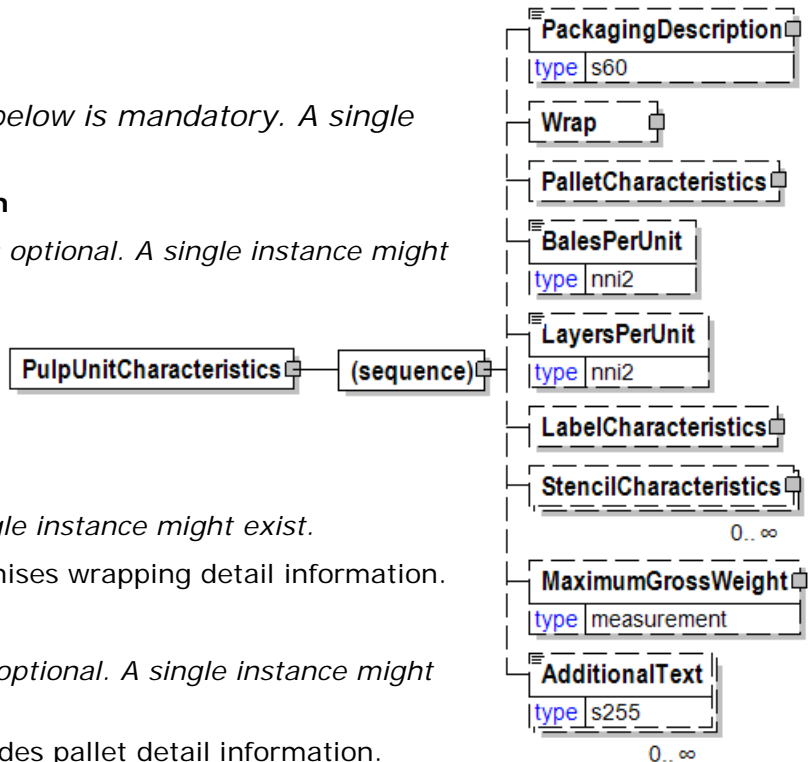 below is mandatory. A single
n
optional. A single instance might
gle instance might exist.
nises wrapping detail information.
optional. A single instance might
des pallet detail information.
PulpUnitCharacteristics
(sequence)
PackagingDescription
type s60
Wrap
PalletCharacteristics
BalesPerUnit
type nni2
LayersPerUnit
type nni2
LabelCharacteristics
StencilCharacteristics
0.. ∞
MaximumGrossWeight
type measurement
AdditionalText
type s255
0.. ∞